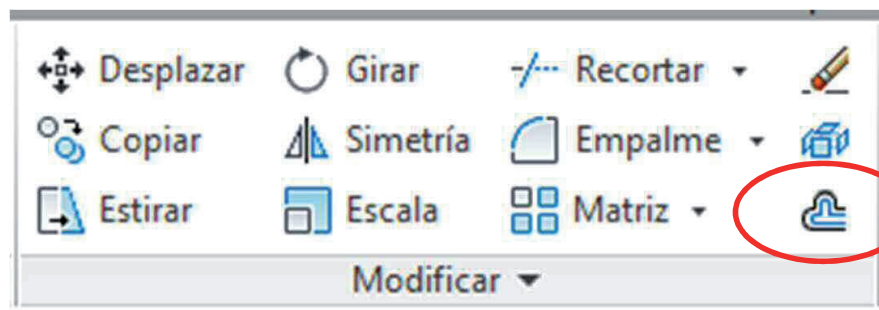 Desplazar Girar Recortar
Copiar Simetría Empalme
Estirar Escala Matriz
Modificar